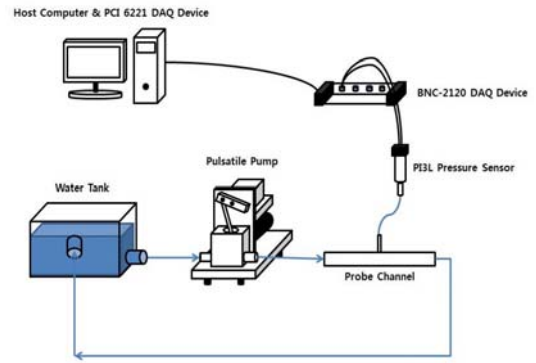 Host Computer & PCI 6221 DAQ Device
BNC-2120 DAQ Device
Pulsatile Pump
PI3L Pressure Sensor
Water Tank
Probe Channel